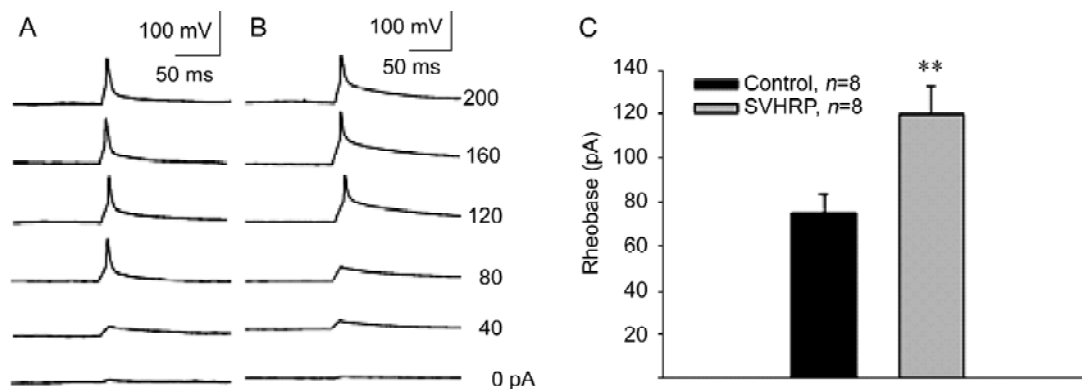 A
100 mV
50 ms
B
100 mV
50 ms
200
160
120
80
40
0 pA
C
Rheobase (pA)
140
120
100
80
60
40
20
Control, n=8
SVHRP, n=8
**